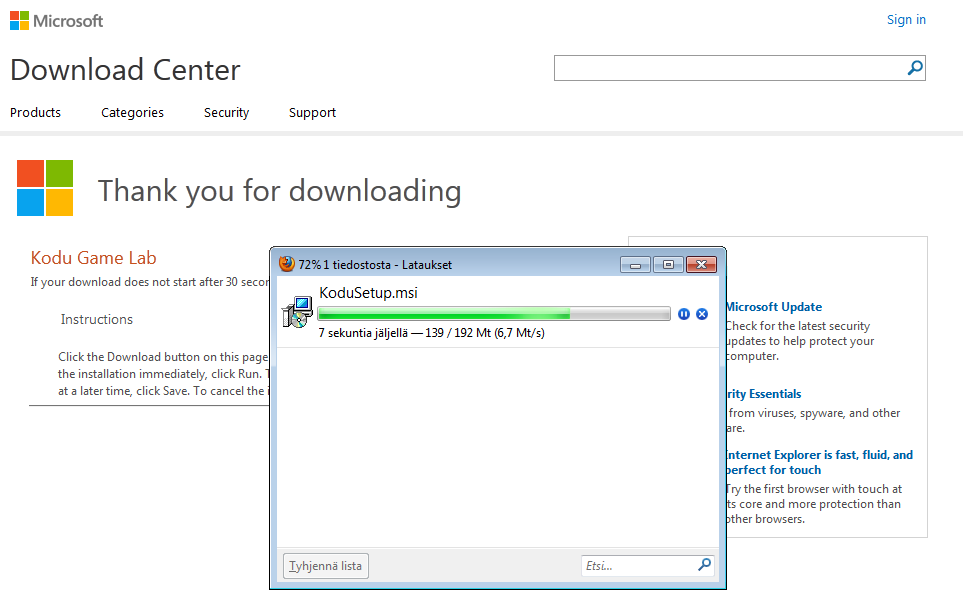 Microsoft
Sign in
Download Center
Products
Categories
Security
Support
Thank you for downloading
Kodu Game Lab
If your download does not start after 30
Instructions
Click the Download button on this page
the installation immediately, click Run.
at a later time, click Save. To cancel the
72% 1 tiedostosta - Lataukset
KoduSetup.msi
7 sekuntia jäljellä — 139 / 192 Mt (6,7 Mt/s)
Tyhjennä lista
Etsi...
Microsoft Update
Check for the latest security
updates to help protect your
computer.
Essentials
from viruses, spyware, and other
Internet Explorer is fast, fluid, and
perfect for touch
Try the first browser with touch at
its core and more protection than
other browsers.